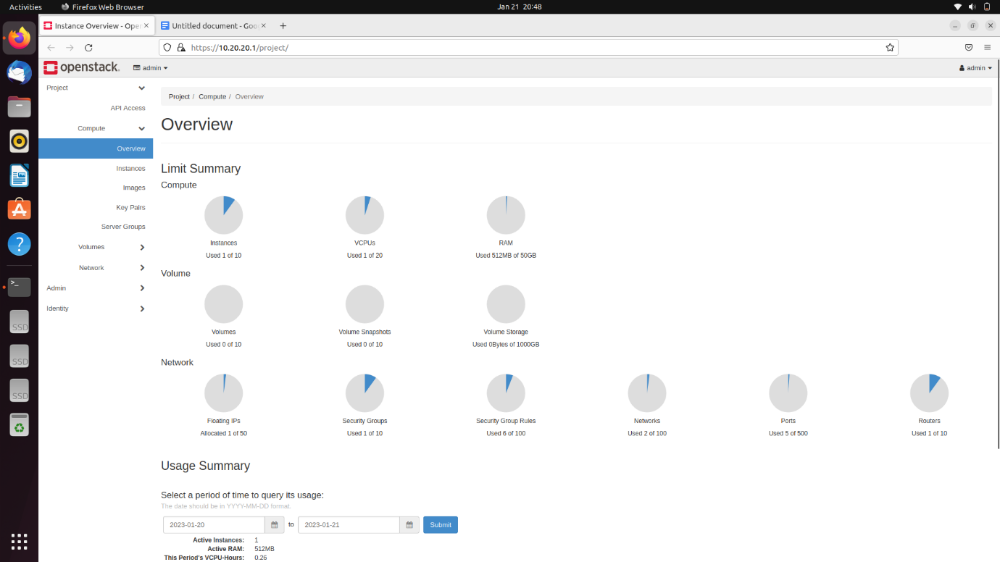 Activities Firefox Web Browser Jan 21 20:48
Instance Overview - Open × Untitled document - Goo × +
https://10.20.20.1/project/
openstack. admin admin
Project
API Access
Compute
Overview
Instances
Images
Key Pairs
Server Groups
Volumes
Network
Admin
Identity
SSD
SSD
SSD
Project / Compute / Overview
Overview
Limit Summary
Compute
Instances VCPUs RAM
Used 1 of 10 Used 1 of 20 Used 512MB of 50GB
Volume
Volumes Volume Snapshots Volume Storage
Used 0 of 10 Used 0 of 10 Used 0Bytes of 1000GB
Network
Floating IPs Security Groups Security Group Rules Networks Ports Routers
Allocated 1 of 50 Used 1 of 10 Used 6 of 100 Used 2 of 100 Used 5 of 500 Used 1 of 10
Usage Summary
Select a period of time to query its usage:
The date should be in YYYY-MM-DD format.
2023-01-20 to 2023-01-21 Submit
Active Instances: 1
Active RAM: 512MB
This Period's VCPU-Hours: 0.26